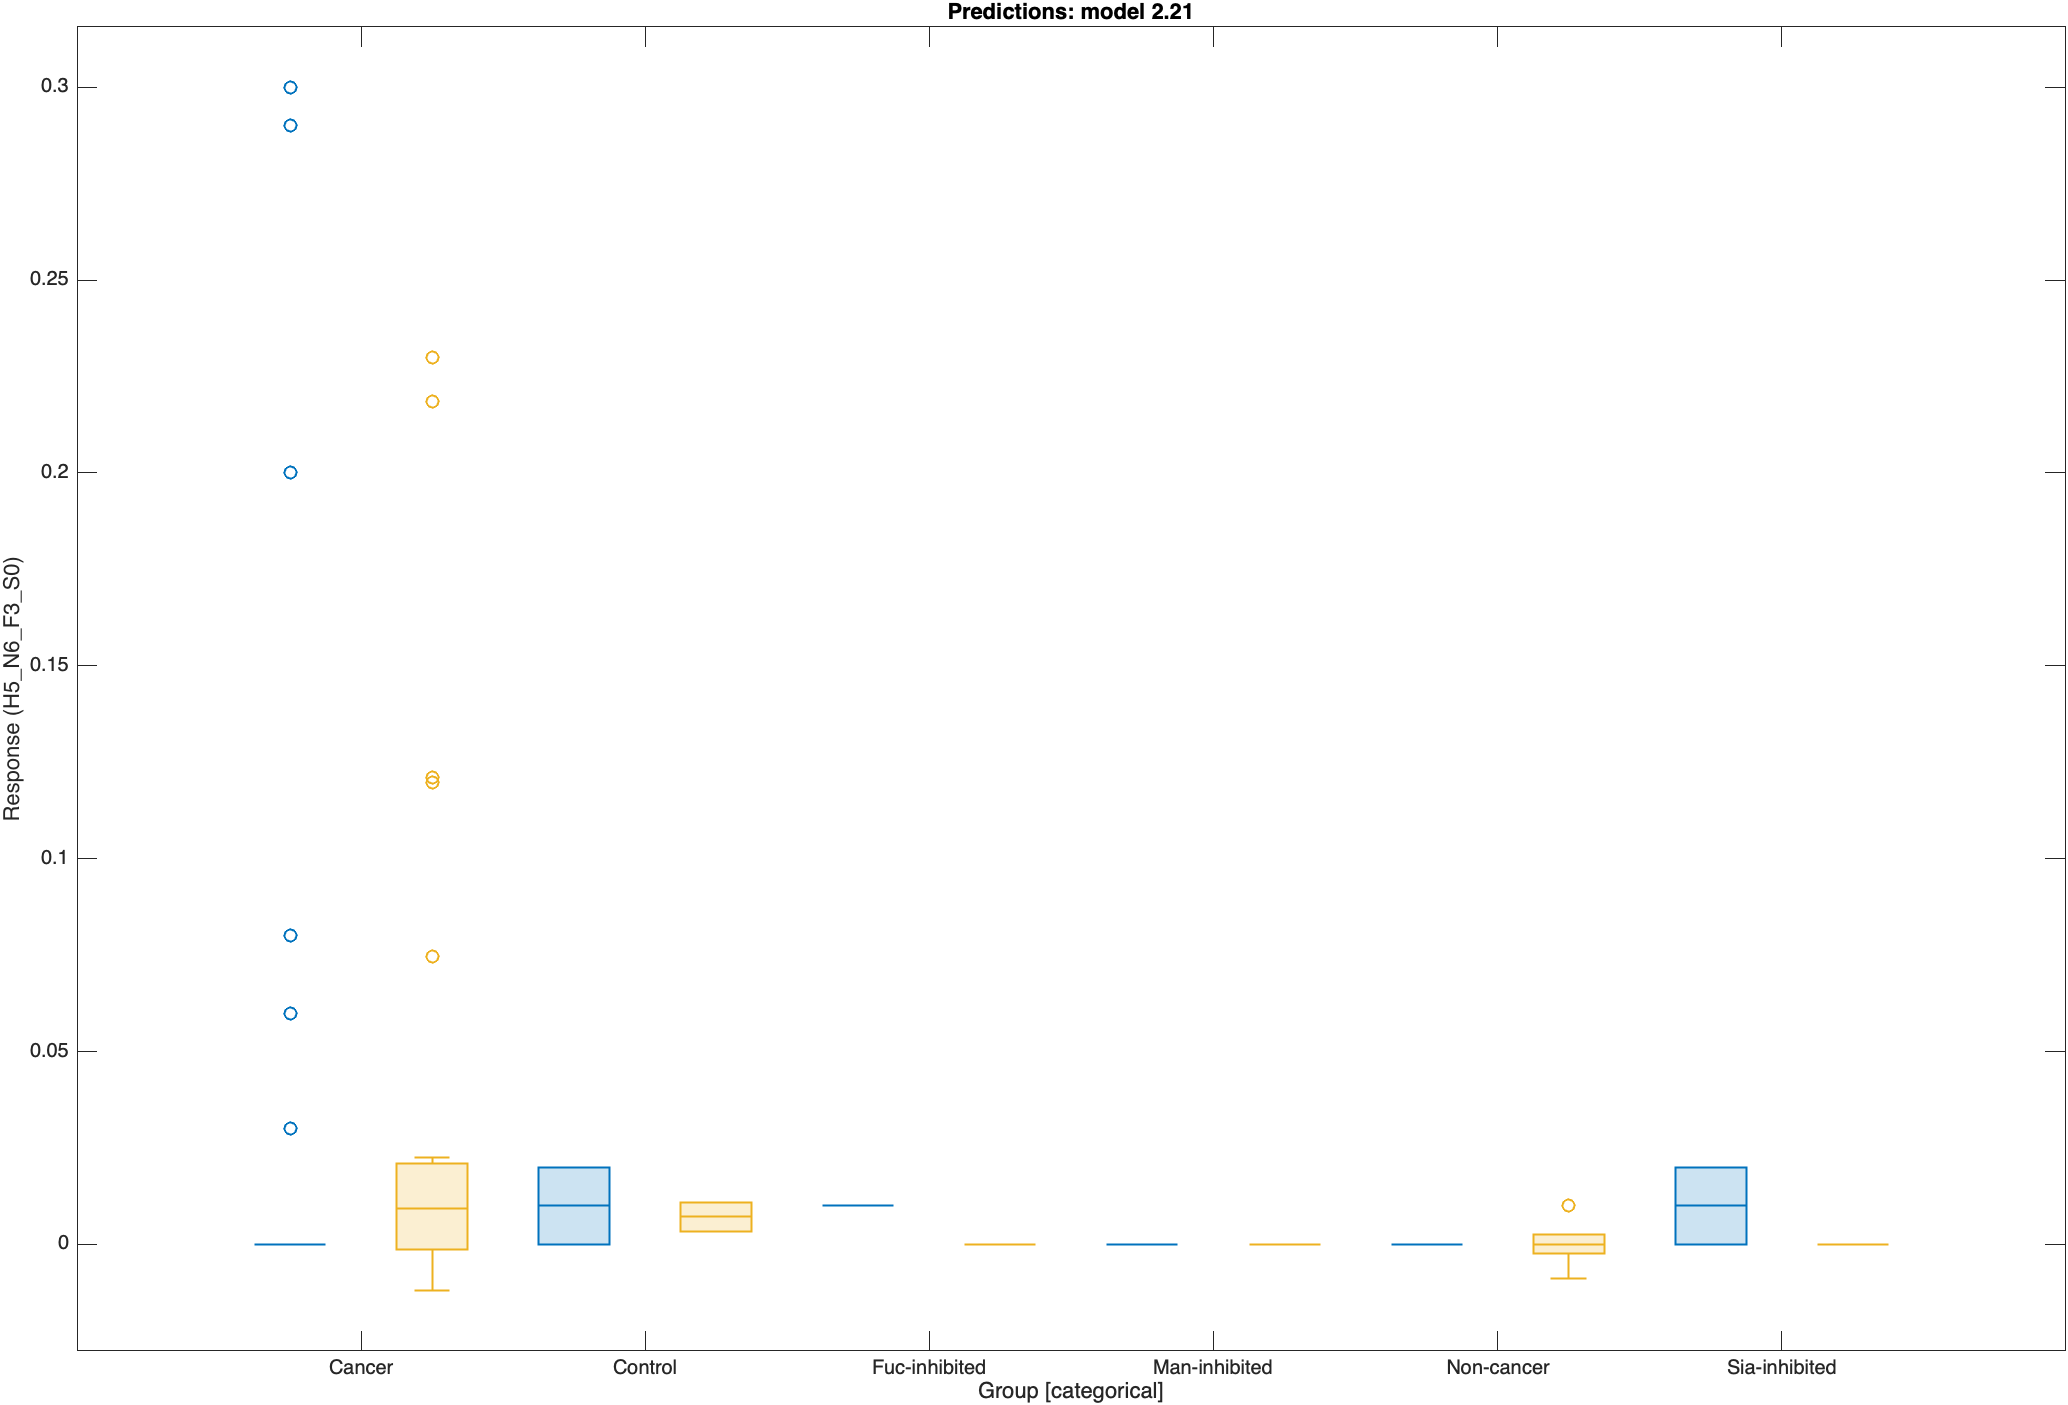 Predictions: model 2.21
0.3
0.25
0.2
0.15
0.1
0.05
0
Response (H5_N6_F3_S0)
Cancer
Control
Fuc-inhibited
Man-inhibited
Non-cancer
Sia-inhibited
Group [categorical]